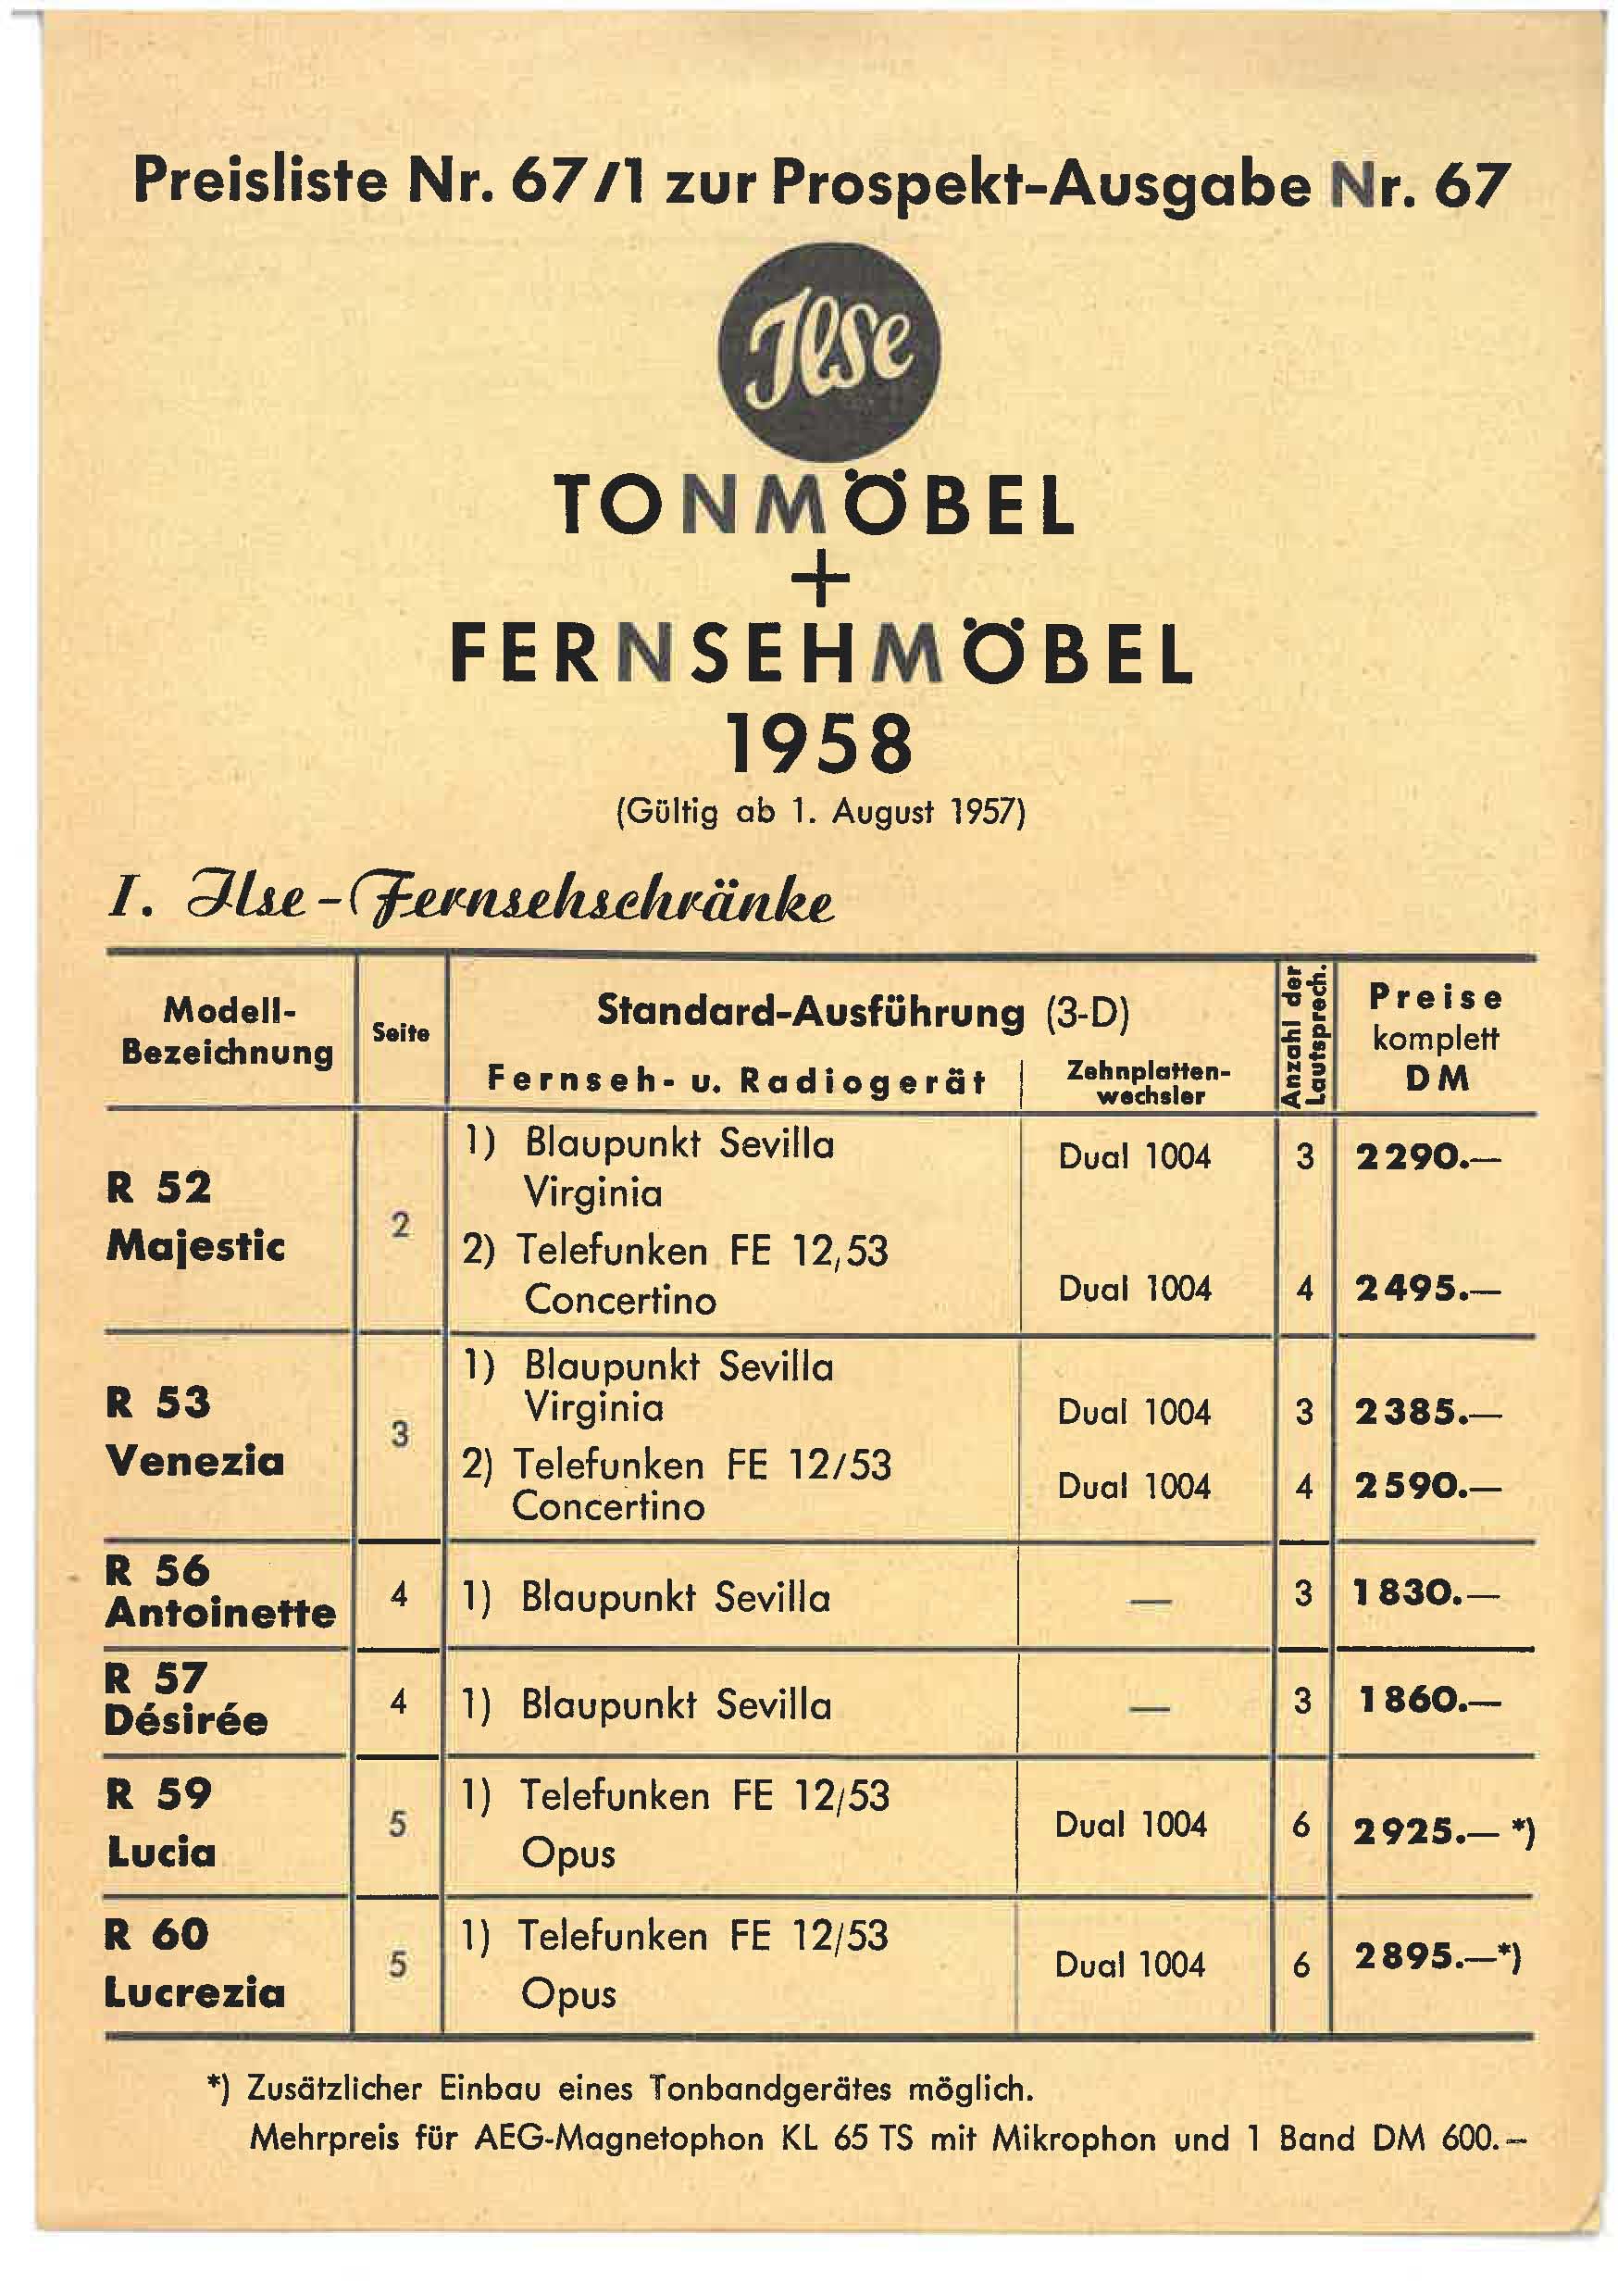 Preisliste Nr. 67/1 zur Prospekt-Ausgabe Nr. 67
Ilse
TONMÖBEL
+
FERNSEHMÖBEL
1958
(Gültig ab 1. August 1957)
I. Ilse-Fernsehschränke
Modell-
Bezeichnung
Seite
Standard-Ausführung (3-D)
Fernseh- u. Radiogerät
Zehnplatten-
wechsler
Anzahl der
Lautsprech.
Preise
komplett
DM
R 52
Majestic
2
1) Blaupunkt Sevilla
Virginia
Dual 1004 3 2290.—
2) Telefunken FE 12,53
Concertino
Dual 1004 4 2495.—
R 53
Venezia
3
1) Blaupunkt Sevilla
Virginia
Dual 1004 3 2385.—
2) Telefunken FE 12/53
Concertino
Dual 1004 4 2590.—
R 56
Antoinette
4 1) Blaupunkt Sevilla — 3 1830.—
R 57
Désirée
4 1) Blaupunkt Sevilla — 3 1860.—
R 59
Lucia
5
1) Telefunken FE 12/53
Opus
Dual 1004 6 2925.— *)
R 60
Lucrezia
5
1) Telefunken FE 12/53
Opus
Dual 1004 6 2895.—*)
*) Zusätzlicher Einbau eines Tonbandgerätes möglich.
Mehrpreis für AEG-Magnetophon KL 65 TS mit Mikrophon und 1 Band DM 600.—